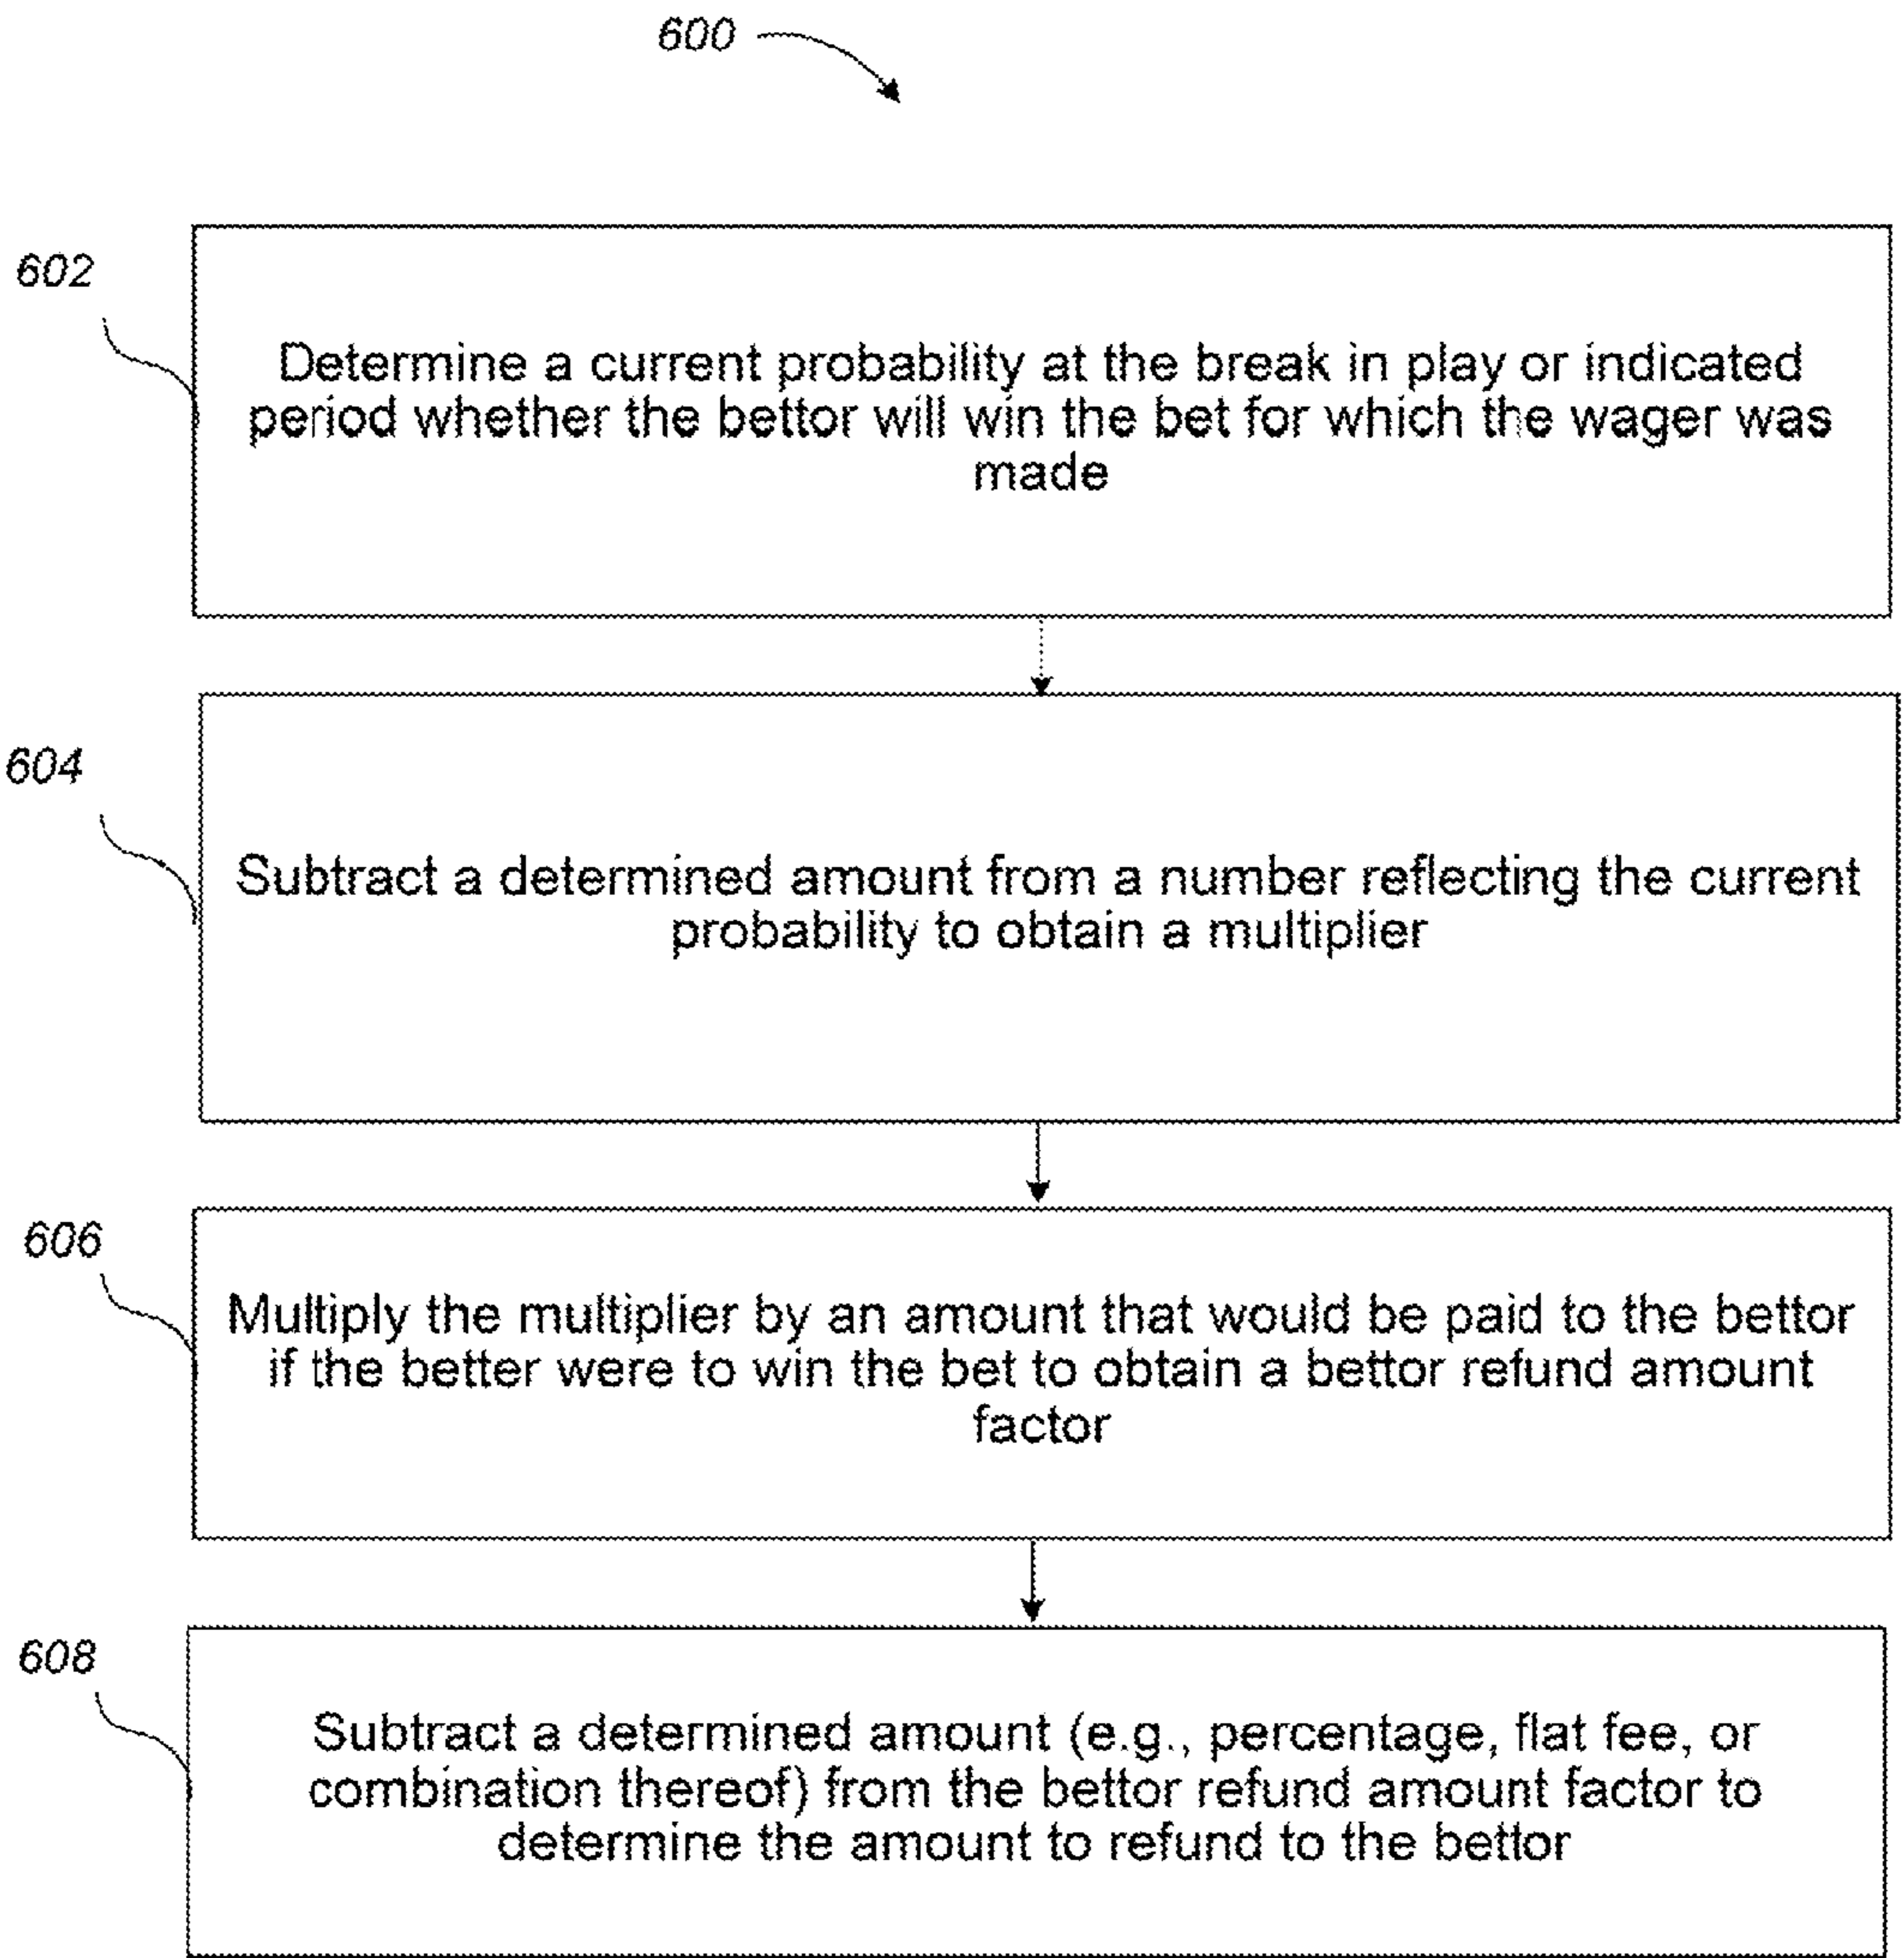 600
602
Determine a current probability at the break in play or indicated
period whether the bettor will win the bet for which the wager was
made
604
Subtract a determined amount from a number reflecting the current
probability to obtain a multiplier
606
Multiply the multiplier by an amount that would be paid to the bettor
if the better were to win the bet to obtain a bettor refund amount
factor
608
Subtract a determined amount (e.g., percentage, flat fee, or
combination thereof) from the bettor refund amount factor to
determine the amount to refund to the bettor